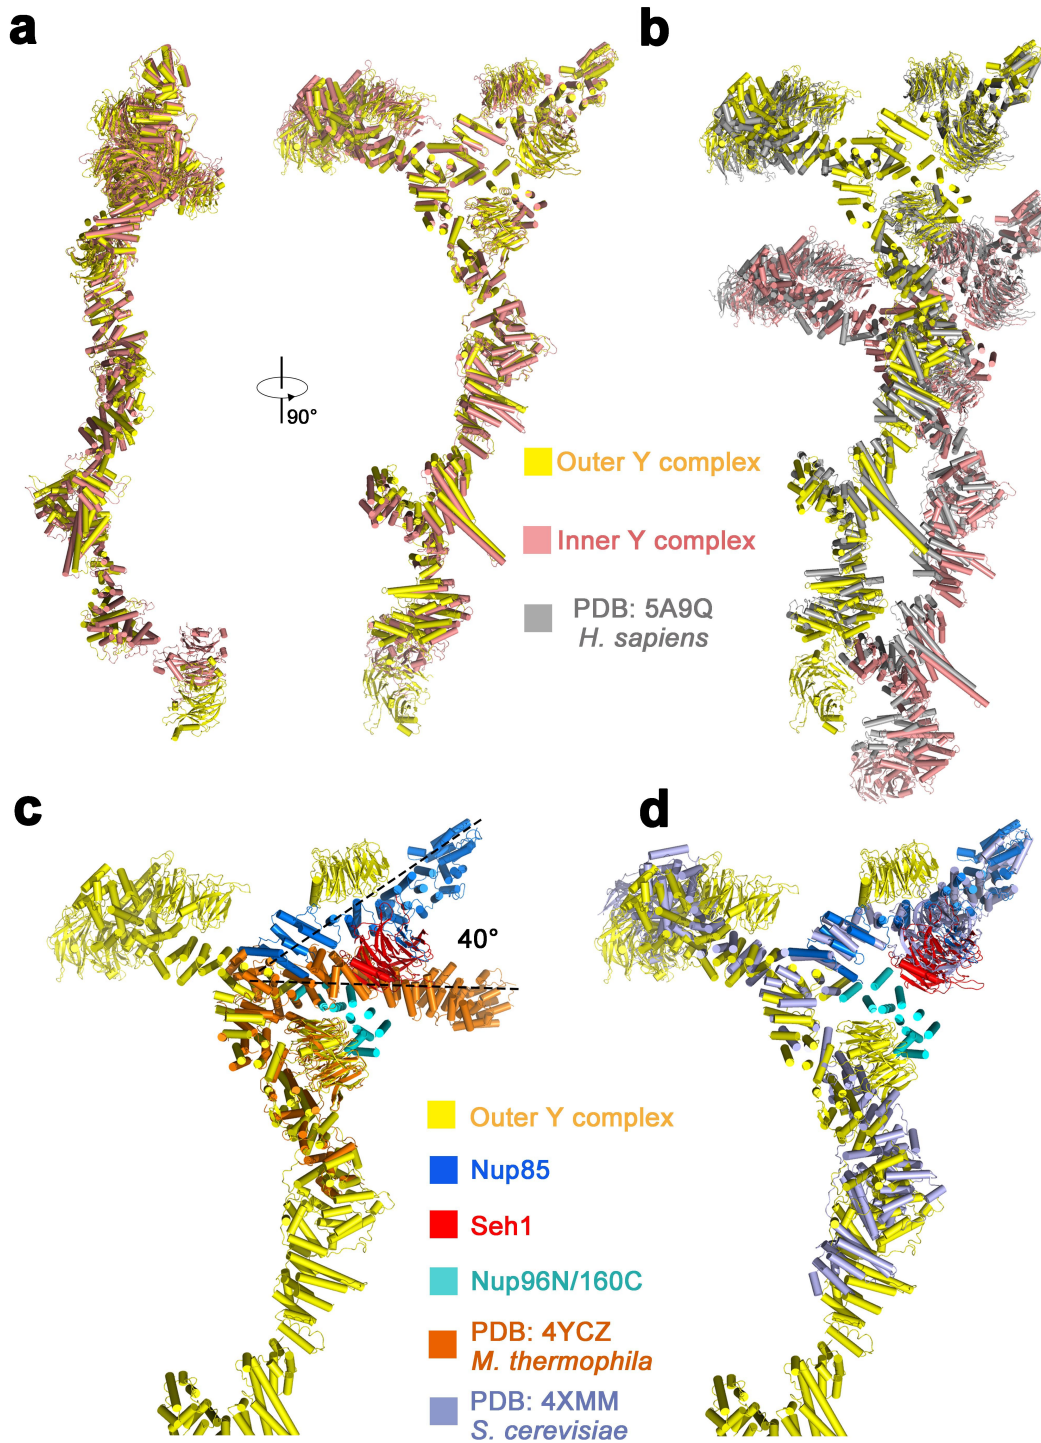 a
b
90°
Outer Y complex
Inner Y complex
PDB: 5A9Q
H. sapiens
c
d
40°
Outer Y complex
Nup85
Seh1
Nup96N/160C
PDB: 4YCZ
M. thermophila
PDB: 4XMM
S. cerevisiae